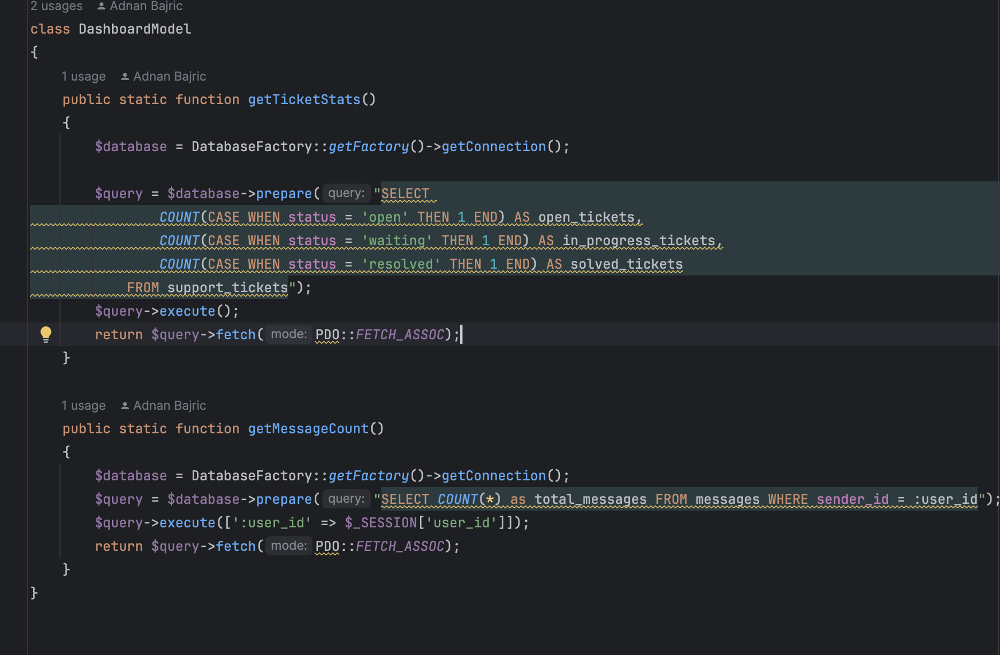 2 usages Adnan Bajric
class DashboardModel
{
1 usage Adnan Bajric
public static function getTicketStats()
{
$database = DatabaseFactory::getFactory()->getConnection();
$query = $database->prepare( query: "SELECT
COUNT(CASE WHEN status = 'open' THEN 1 END) AS open_tickets,
COUNT(CASE WHEN status = 'waiting' THEN 1 END) AS in_progress_tickets,
COUNT(CASE WHEN status = 'resolved' THEN 1 END) AS solved_tickets
FROM support_tickets");
$query->execute();
return $query->fetch( mode: PDO::FETCH_ASSOC);
}
1 usage Adnan Bajric
public static function getMessageCount()
{
$database = DatabaseFactory::getFactory()->getConnection();
$query = $database->prepare( query: "SELECT COUNT(*) as total_messages FROM messages WHERE sender_id = :user_id");
$query->execute([':user_id' => $_SESSION['user_id']]);
return $query->fetch( mode: PDO::FETCH_ASSOC);
}
}